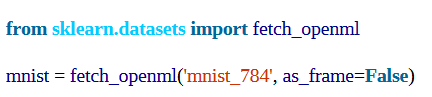 from sklearn.datasets import fetch_openml
mnist = fetch_openml('mnist_784', as_frame=False)